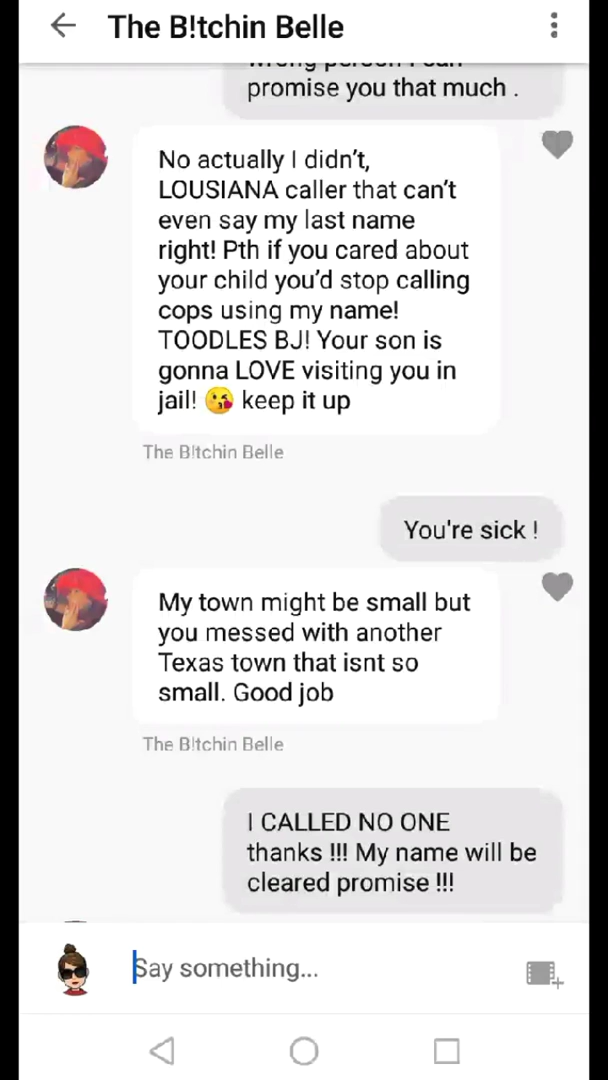 The B!tchin Belle
promise you that much .
No actually I didn't,
LOUSIANA caller that can't
even say my last name
right! Pth if you cared about
your child you'd stop calling
cops using my name!
TOODLES BJ! Your son is
gonna LOVE visiting you in
jail! 😘 keep it up
The B!tchin Belle
You're sick !
My town might be small but
you messed with another
Texas town that isnt so
small. Good job
The B!tchin Belle
I CALLED NO ONE
thanks !!! My name will be
cleared promise !!!
Say something...